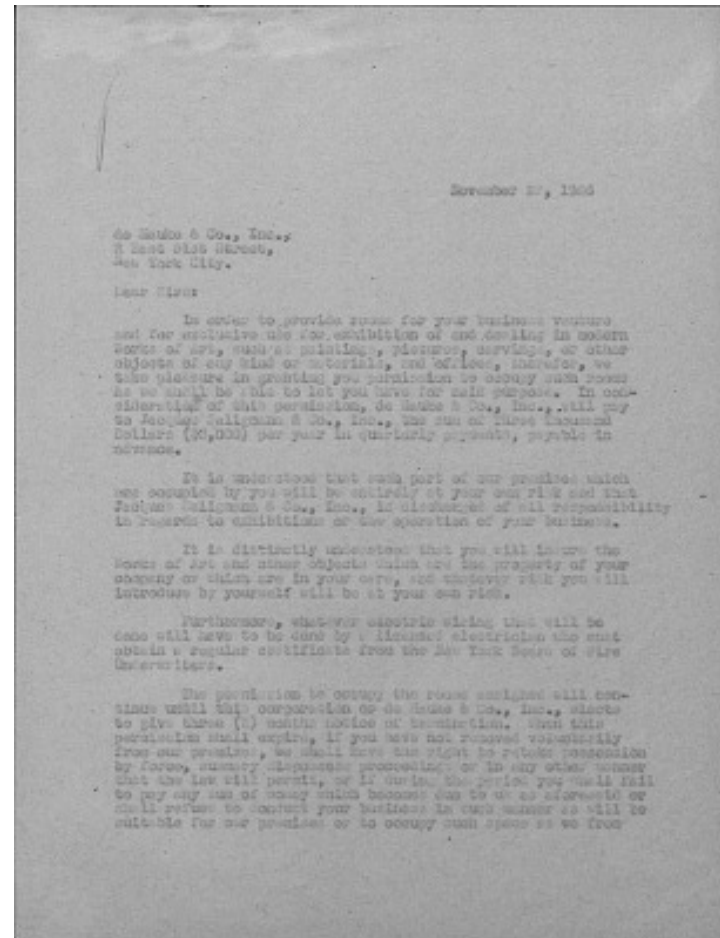 November 1926
de Hauke & Co., Inc.,
East 51st Street,
New York City.
Dear Sirs:
In order to provide rooms for your business venture
and for exclusive use for exhibition of and dealing in modern
Works of Art, such as paintings, pictures, carvings, or other
objects of any kind or materials, and offices, therefor, we
take pleasure in granting you permission to occupy such rooms
as we shall be able to let you have for said purpose. In con-
sideration of this permission, de Hauke & Co., Inc., will pay
to Jacques Seligmann & Co., Inc., the sum of Three thousand
Dollars ($3,000) per year in quarterly payments, payable in
advance.
It is understood that such part of our premises which
are occupied by you will be entirely at your own risk and that
Jacques Seligmann & Co., Inc., is discharged of all responsibility
in regards to exhibitions or the operation of your business.
It is distinctly understood that you will insure the
Works of Art and other objects which are the property of your
company or which are in your care, and whatever risk you will
introduce by yourself will be at your own risk.
Furthermore, whatever electric wiring that will be
done will have to be done by a licensed electrician who must
obtain a regular certificate from the New York Board of Fire
Underwriters.
The permission to occupy the rooms assigned will con-
tinue until this corporation or de Hauke & Co., Inc., elects
to give three (3) months notice of termination. When this
permission shall expire, if you have not removed voluntarily
from our premises, we shall have the right to retake possession
by force, summary dispossess proceedings or in any other manner
that the law will permit, or if during the period you shall fail
to pay any sum of money which becomes due to us as aforesaid or
shall refuse to conduct your business in such manner as will be
suitable for our premises or to occupy such space as we from